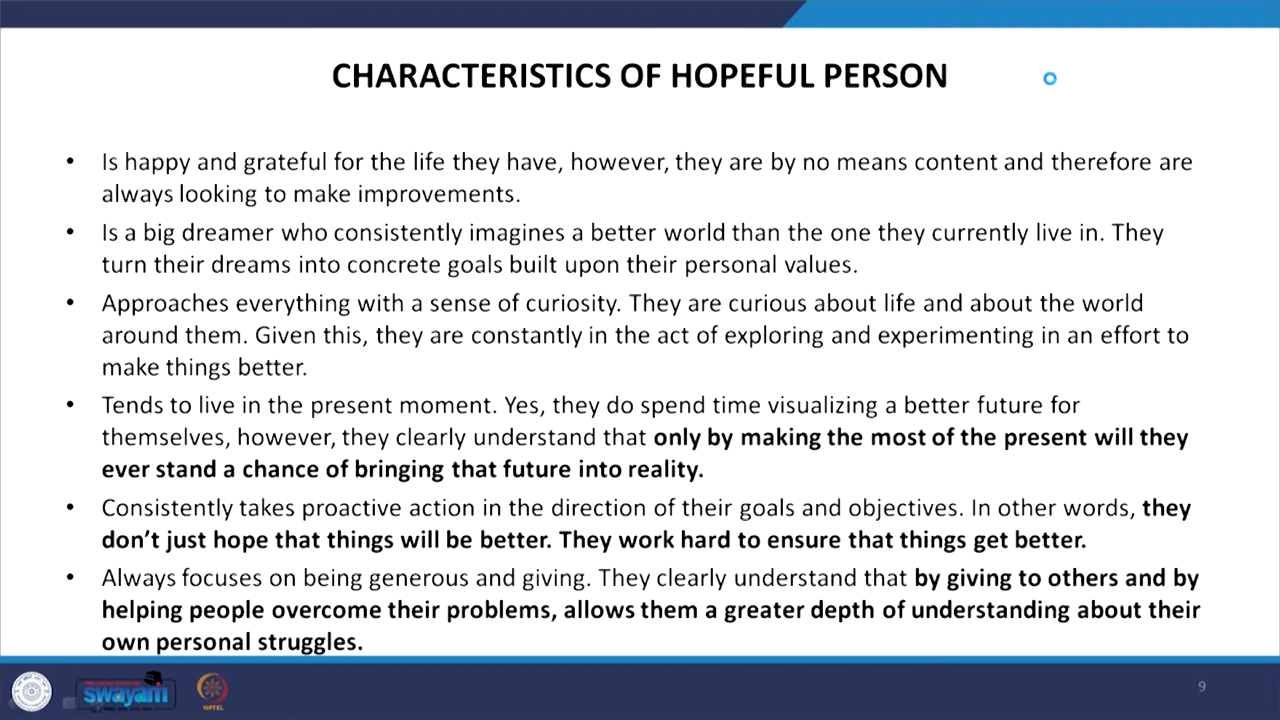 CHARACTERISTICS OF HOPEFUL PERSON
• Is happy and grateful for the life they have, however, they are by no means content and therefore are
always looking to make improvements.
• Is a big dreamer who consistently imagines a better world than the one they currently live in. They
turn their dreams into concrete goals built upon their personal values.
• Approaches everything with a sense of curiosity. They are curious about life and about the world
around them. Given this, they are constantly in the act of exploring and experimenting in an effort to
make things better.
• Tends to live in the present moment. Yes, they do spend time visualizing a better future for
themselves, however, they clearly understand that only by making the most of the present will they
ever stand a chance of bringing that future into reality.
• Consistently takes proactive action in the direction of their goals and objectives. In other words, they
don’t just hope that things will be better. They work hard to ensure that things get better.
• Always focuses on being generous and giving. They clearly understand that by giving to others and by
helping people overcome their problems, allows them a greater depth of understanding about their
own personal struggles.
swayam
NPTEL
9